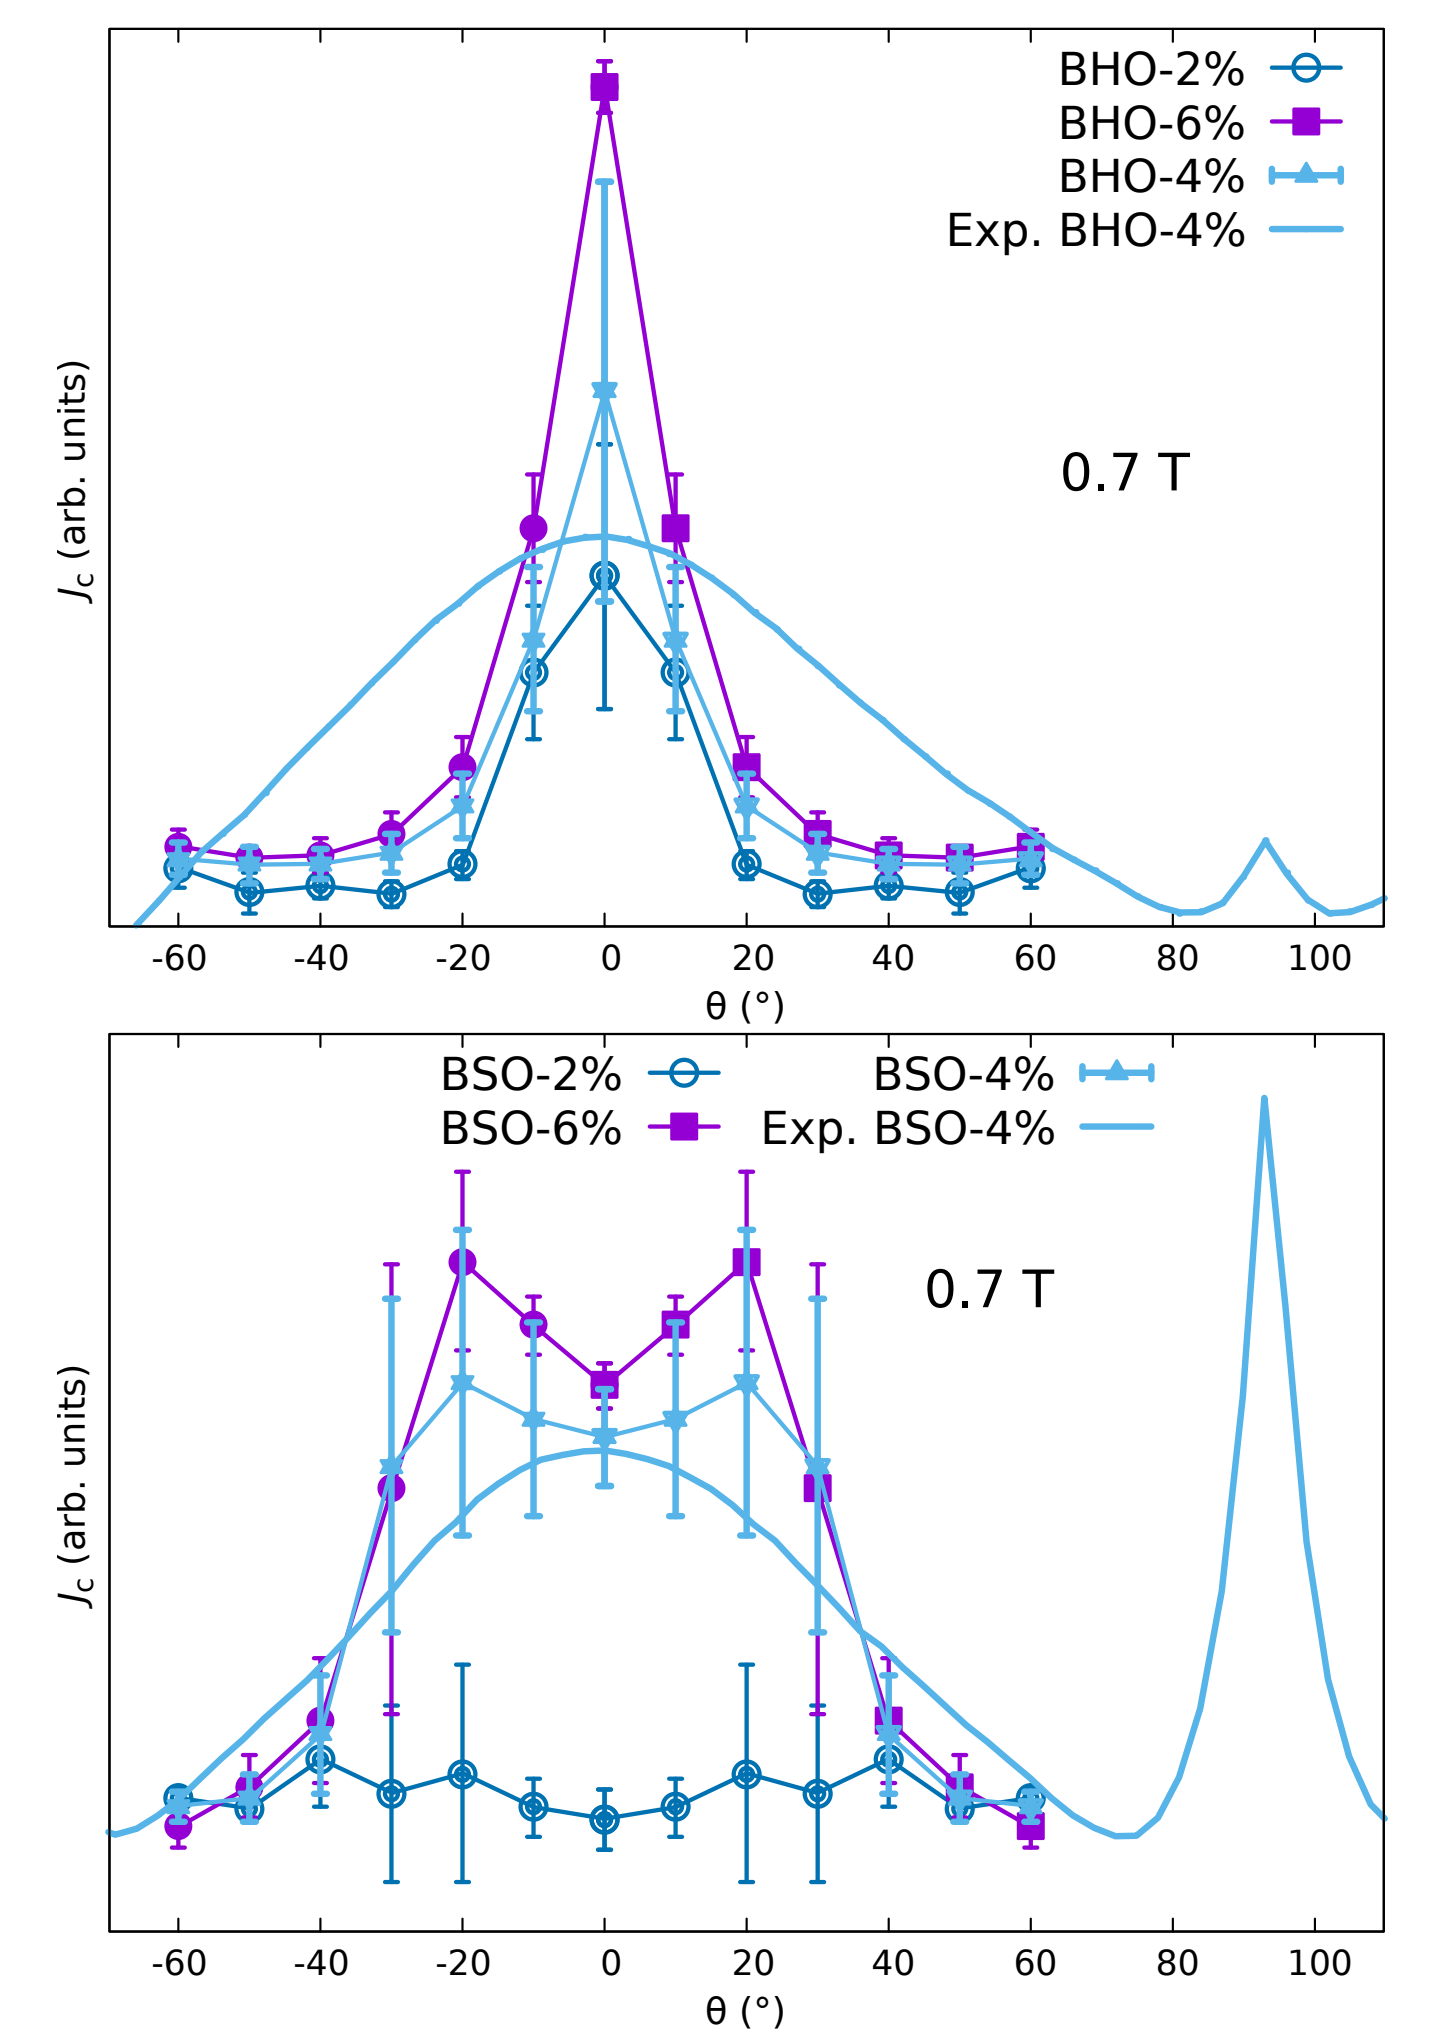 BHO-2%
BHO-6%
BHO-4%
Exp. BHO-4%
0.7 T
Jc (arb. units)
-60 -40 -20 0 20 40 60 80 100
θ (°)
BSO-2% BSO-4%
BSO-6% Exp. BSO-4%
0.7 T
Jc (arb. units)
-60 -40 -20 0 20 40 60 80 100
θ (°)